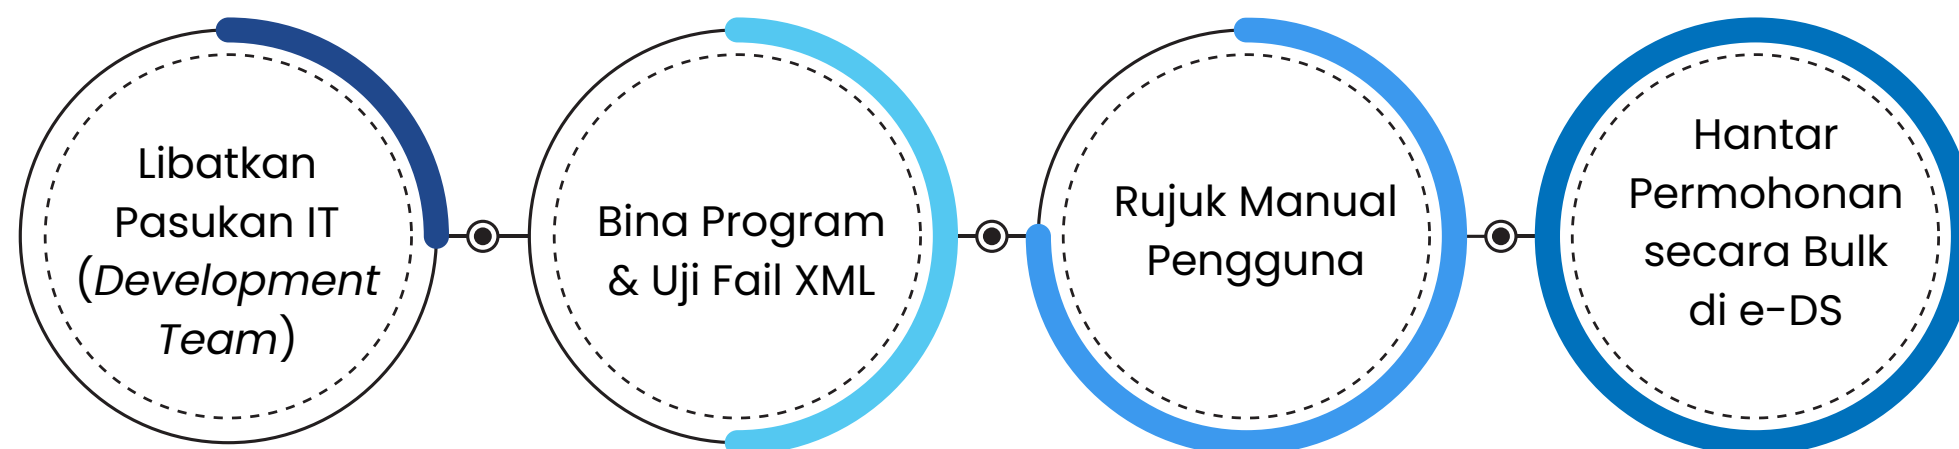 Libatkan
Pasukan IT
(Development
Team)
Bina Program
& Uji Fail XML
Rujuk Manual
Pengguna
Hantar
Permohonan
secara Bulk
di e-DS